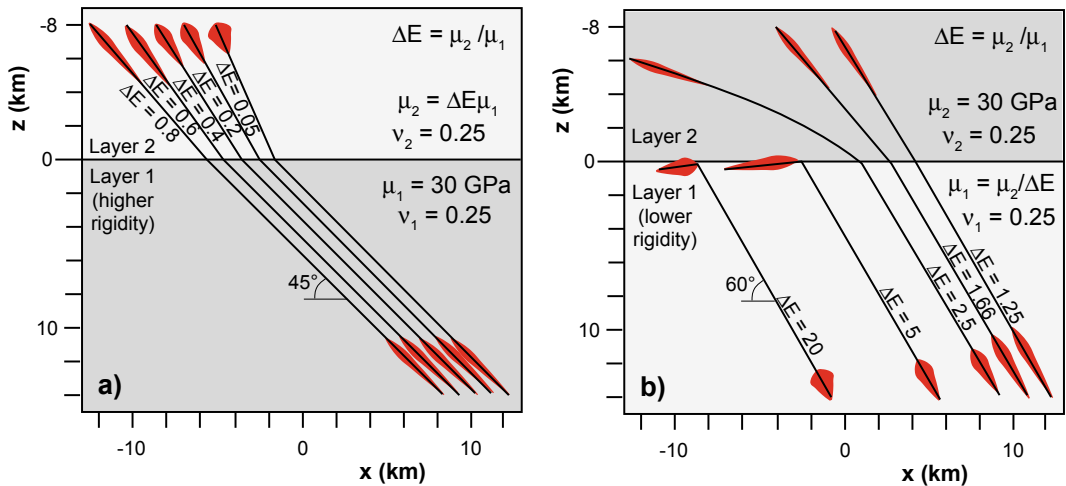 -8
0
10
z (km)
ΔE = μ₂ /μ₁
μ₂ = ΔEμ₁
ν₂ = 0.25
ΔE = 0.8
ΔE = 0.6
ΔE = 0.4
ΔE = 0.2
ΔE = 0.05
Layer 2
Layer 1
(higher
rigidity)
μ₁ = 30 GPa
ν₁ = 0.25
45°
a)
-10
0
10
x (km)
-8
0
10
z (km)
ΔE = μ₂ /μ₁
μ₂ = 30 GPa
ν₂ = 0.25
Layer 2
Layer 1
(lower
rigidity)
μ₁ = μ₂/ΔE
ν₁ = 0.25
60°
ΔE = 20
ΔE = 5
ΔE = 2.5
ΔE = 1.66
ΔE = 1.25
b)
-10
0
10
x (km)